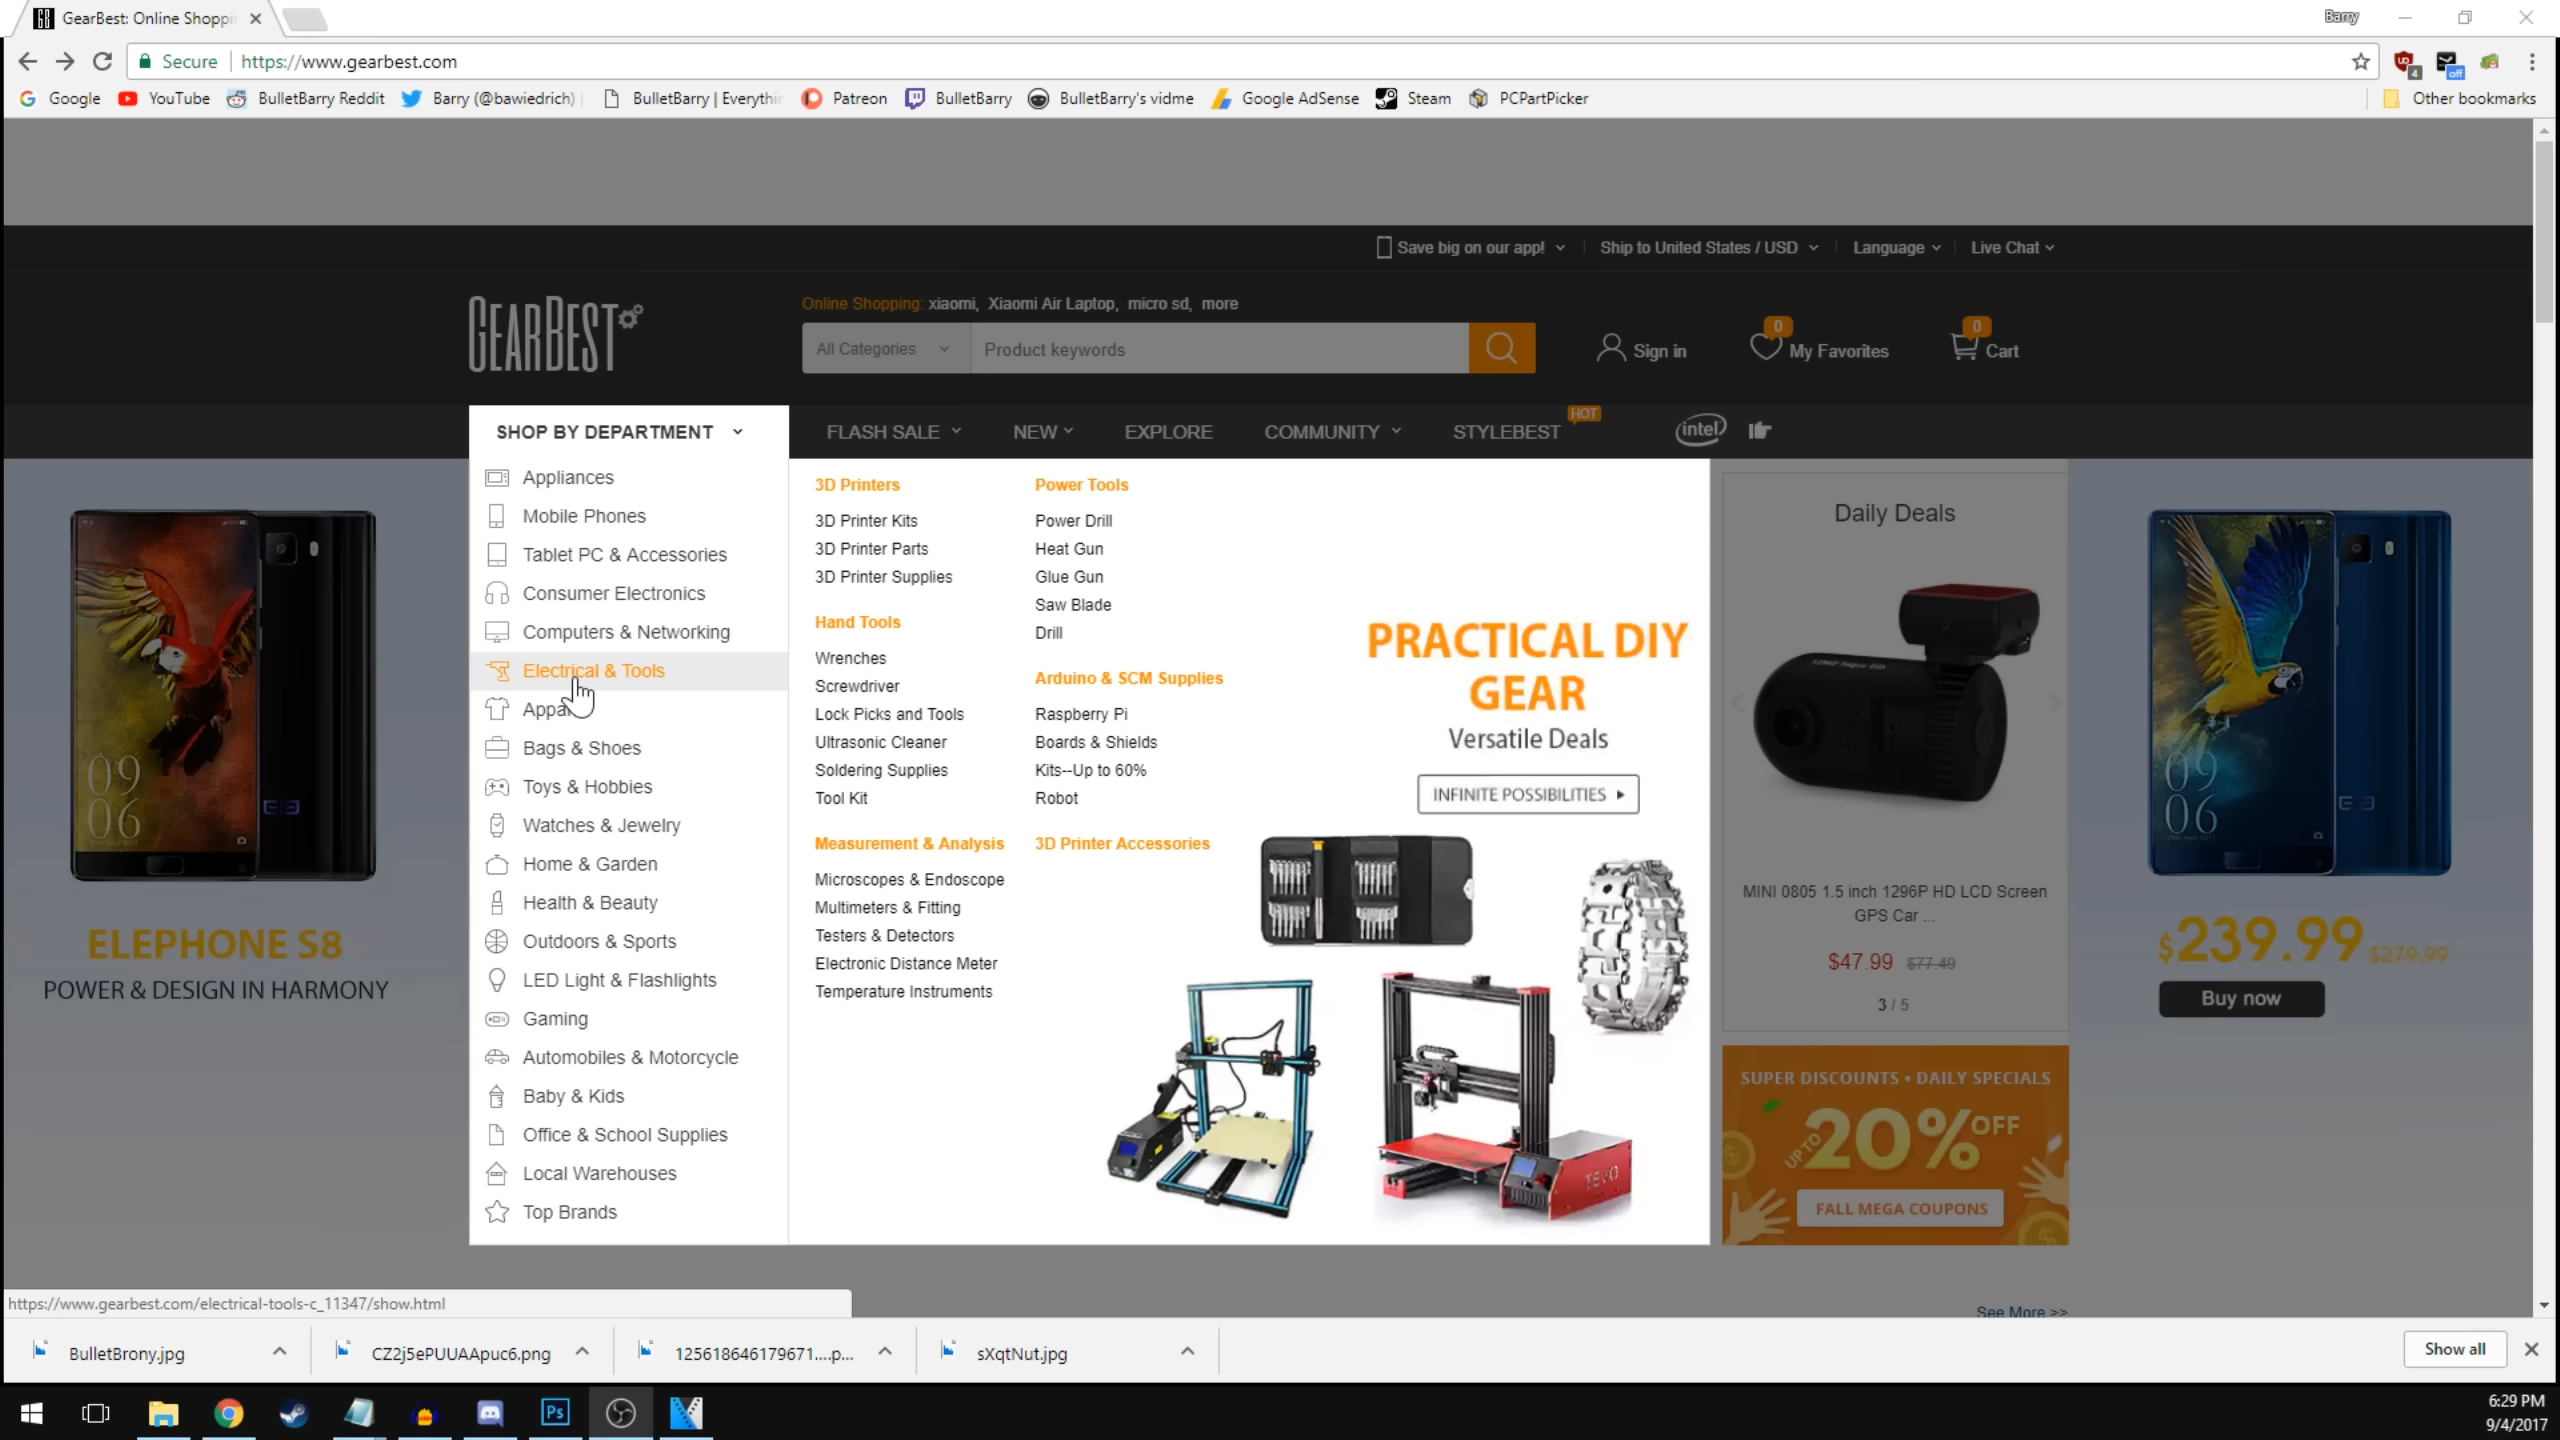 GearBest: Online Shoppi
Barry
Secure
https://www.gearbest.com
4
off
Google
YouTube
BulletBarry Reddit
Barry (@bawiedrich)
BulletBarry | Everythi
Patreon
BulletBarry
BulletBarry's vidme
Google AdSense
Steam
PCPartPicker
Other bookmarks
Save big on our app!
Ship to United States / USD
Language
Live Chat
GEARBEST
Online Shopping: xiaomi, Xiaomi Air Laptop, micro sd, more
All Categories
Product keywords
Sign in
0
My Favorites
0
Cart
SHOP BY DEPARTMENT
FLASH SALE
NEW
EXPLORE
COMMUNITY
STYLEBEST
HOT
intel
Appliances
Mobile Phones
Tablet PC & Accessories
Consumer Electronics
Computers & Networking
Electrical & Tools
Appa
Bags & Shoes
Toys & Hobbies
Watches & Jewelry
Home & Garden
Health & Beauty
Outdoors & Sports
LED Light & Flashlights
Gaming
Automobiles & Motorcycle
Baby & Kids
Office & School Supplies
Local Warehouses
Top Brands
3D Printers
3D Printer Kits
3D Printer Parts
3D Printer Supplies
Hand Tools
Wrenches
Screwdriver
Lock Picks and Tools
Ultrasonic Cleaner
Soldering Supplies
Tool Kit
Measurement & Analysis
Microscopes & Endoscope
Multimeters & Fitting
Testers & Detectors
Electronic Distance Meter
Temperature Instruments
Power Tools
Power Drill
Heat Gun
Glue Gun
Saw Blade
Drill
Arduino & SCM Supplies
Raspberry Pi
Boards & Shields
Kits--Up to 60%
Robot
3D Printer Accessories
PRACTICAL DIY
GEAR
Versatile Deals
INFINITE POSSIBILITIES
TEVO
Daily Deals
1296P Super HD
MINI 0805 1.5 inch 1296P HD LCD Screen
GPS Car ...
$47.99 $77.49
3 / 5
SUPER DISCOUNTS • DAILY SPECIALS
UP TO 20% OFF
FALL MEGA COUPONS
09
06
ELEPHONE S8
POWER & DESIGN IN HARMONY
09
06
$239.99 $279.99
Buy now
See More >>
https://www.gearbest.com/electrical-tools-c_11347/show.html
BulletBrony.jpg
CZ2j5ePUUAApuc6.png
125618646179671....p...
sXqtNut.jpg
Show all
Ps
6:29 PM
9/4/2017